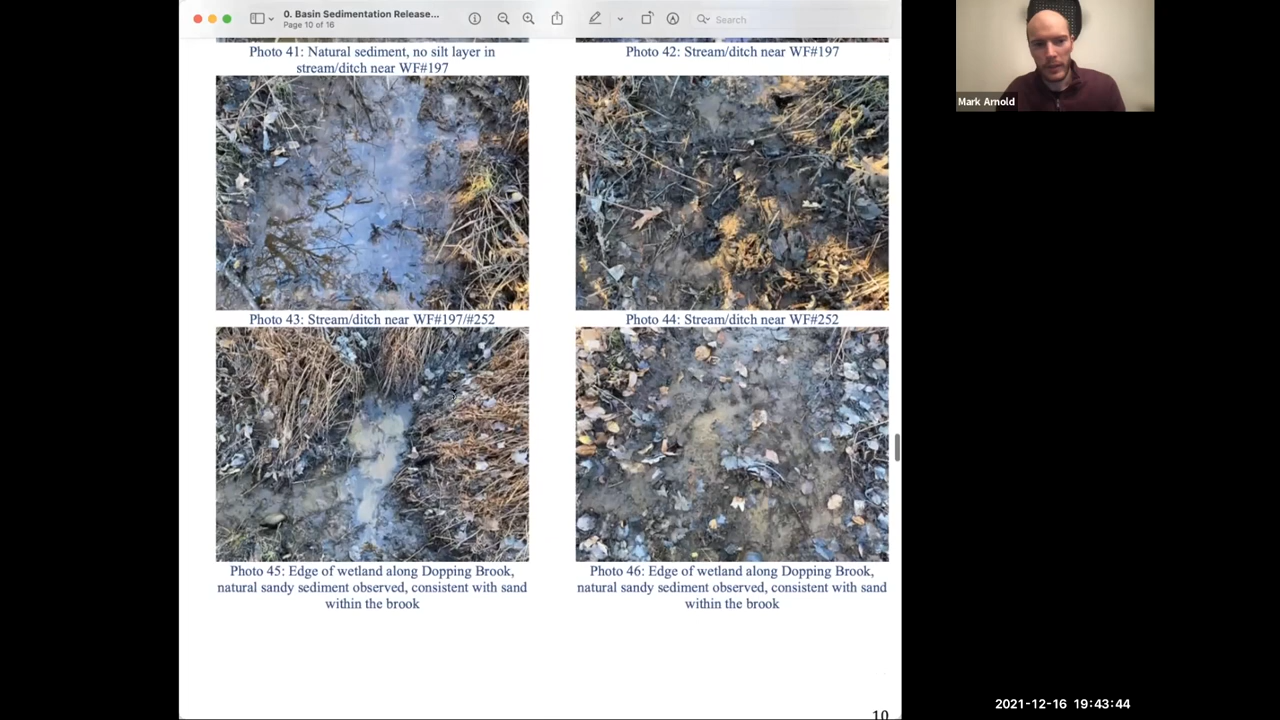 0. Basin Sedimentation Release...
Page 10 of 16
Search
Photo 41: Natural sediment, no silt layer in
stream/ditch near WF#197
Photo 42: Stream/ditch near WF#197
Photo 43: Stream/ditch near WF#197/#252
Photo 44: Stream/ditch near WF#252
Photo 45: Edge of wetland along Dopping Brook,
natural sandy sediment observed, consistent with sand
within the brook
Photo 46: Edge of wetland along Dopping Brook,
natural sandy sediment observed, consistent with sand
within the brook
10
Mark Arnold
2021-12-16 19:43:44